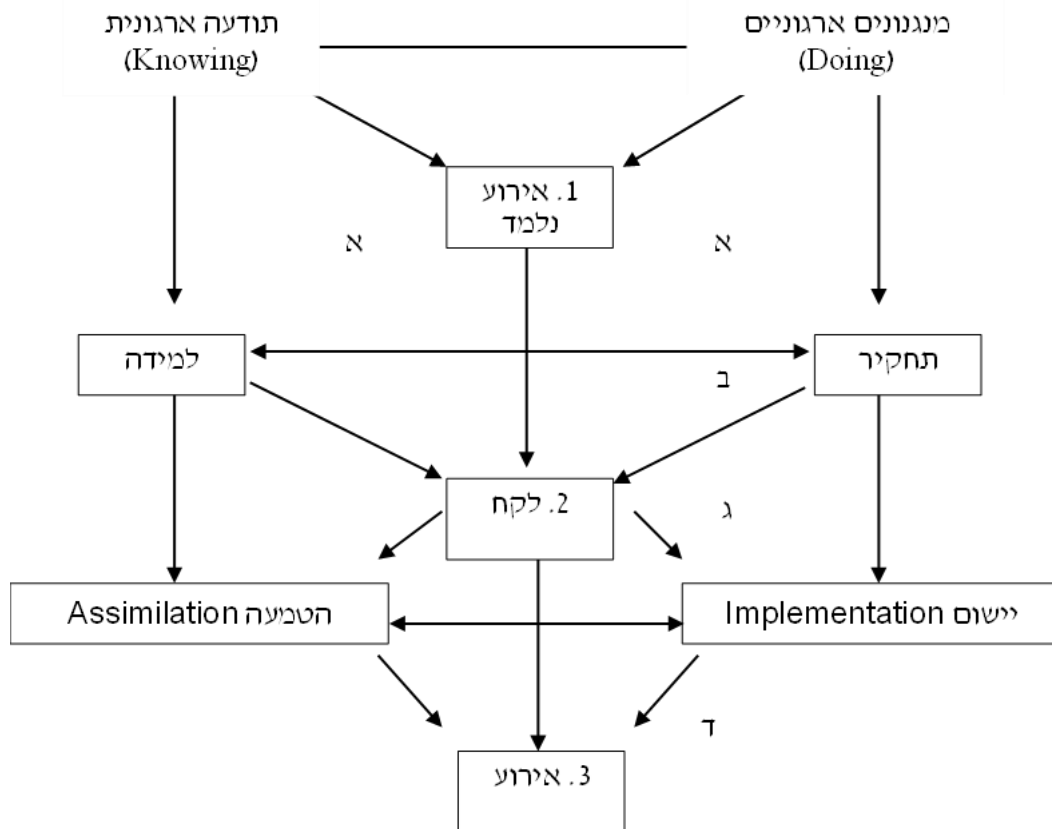 מנגנונים ארגוניים
(Doing)
תודעה ארגונית
(Knowing)
1. אירוע
נלמד
א
א
תחקיר
למידה
ב
2. לקח
ג
יישום Implementation
הטמעה Assimilation
ד
3. אירוע